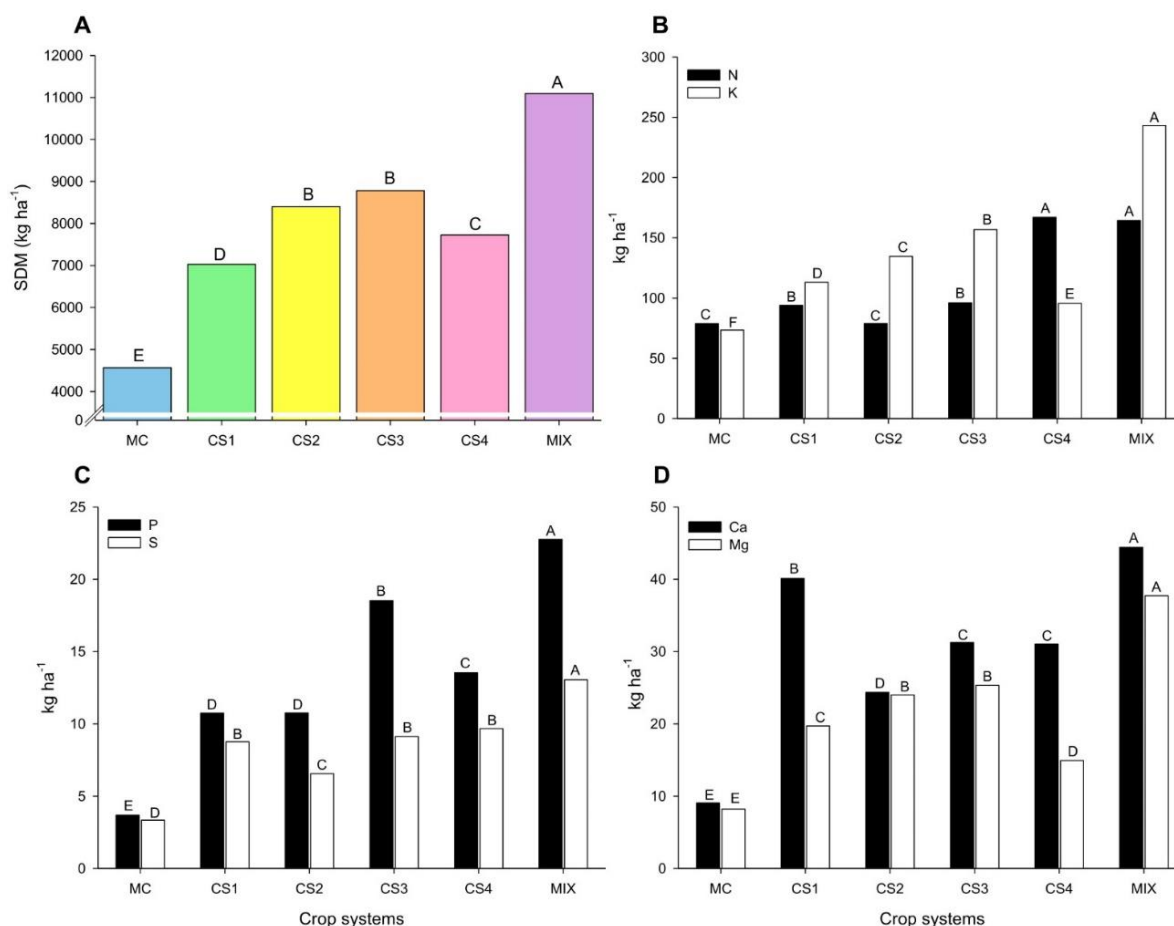 A
SDM (kg ha⁻¹)
12000
11000
10000
9000
8000
7000
6000
5000
4000
0
E
D
B
B
C
A
MC CS1 CS2 CS3 CS4 MIX
B
kg ha⁻¹
300
250
200
150
100
50
0
N
K
C F B D C C B B A E A A
MC CS1 CS2 CS3 CS4 MIX
C
kg ha⁻¹
25
20
15
10
5
0
P
S
E D D B D C B B C B A A
MC CS1 CS2 CS3 CS4 MIX
Crop systems
D
kg ha⁻¹
50
40
30
20
10
0
Ca
Mg
E E B C D B C B C D A A
MC CS1 CS2 CS3 CS4 MIX
Crop systems